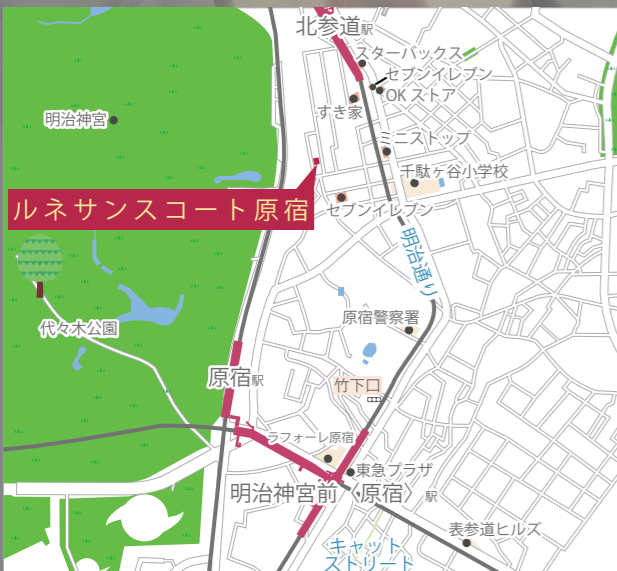 北参道駅
スターバックス
セブンイレブン
OKストア
すき家
明治神宮
ミニストップ
千駄ヶ谷小学校
ルネサンスコート原宿
セブンイレブン
明治通り
原宿警察署
代々木公園
原宿駅
竹下口
ラフォーレ原宿
東急プラザ
明治神宮前〈原宿〉駅
表参道ヒルズ
キャット
ストリート